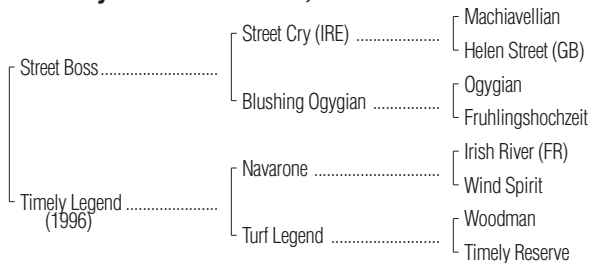 Machiavellian
Street Cry (IRE) ..................
Helen Street (GB)
Street Boss.........................
Ogygian
Blushing Ogygian ..............
Fruhlingshochzeit
Irish River (FR)
Navarone ...........................
Wind Spirit
Timely Legend ...................
(1996)
Woodman
Turf Legend .......................
Timely Reserve